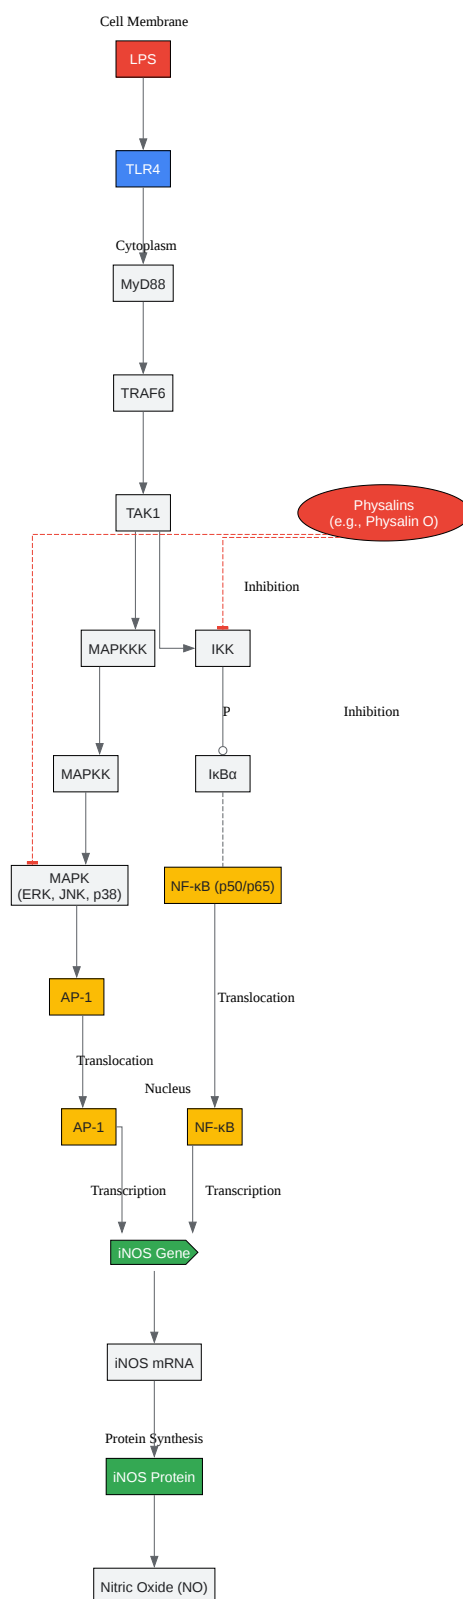 Cell Membrane
LPS
TLR4
Cytoplasm
MyD88
TRAF6
TAK1
Physalins
(e.g., Physalin O)
Inhibition
MAPKKK
IKK
P
Inhibition
MAPKK
IκBα
MAPK
(ERK, JNK, p38)
NF-κB (p50/p65)
AP-1
Translocation
Translocation
Nucleus
AP-1
NF-κB
Transcription
Transcription
iNOS Gene
iNOS mRNA
Protein Synthesis
iNOS Protein
Nitric Oxide (NO)